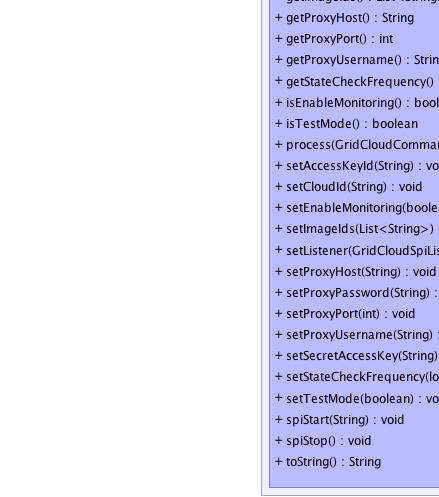 + getProxyHost() : String
+ getProxyPort() : int
+ getProxyUsername() : Strin
+ getStateCheckFrequency()
+ isEnableMonitoring() : bool
+ isTestMode() : boolean
+ process(GridCloudComma
+ setAccessKeyId(String) : vo
+ setCloudId(String) : void
+ setEnableMonitoring(boole
+ setImageIds(List<String>)
+ setListener(GridCloudSpiLis
+ setProxyHost(String) : void
+ setProxyPassword(String) :
+ setProxyPort(int) : void
+ setProxyUsername(String) :
+ setSecretAccessKey(String)
+ setStateCheckFrequency(lo
+ setTestMode(boolean) : vo
+ spiStart(String) : void
+ spiStop() : void
+ toString() : String